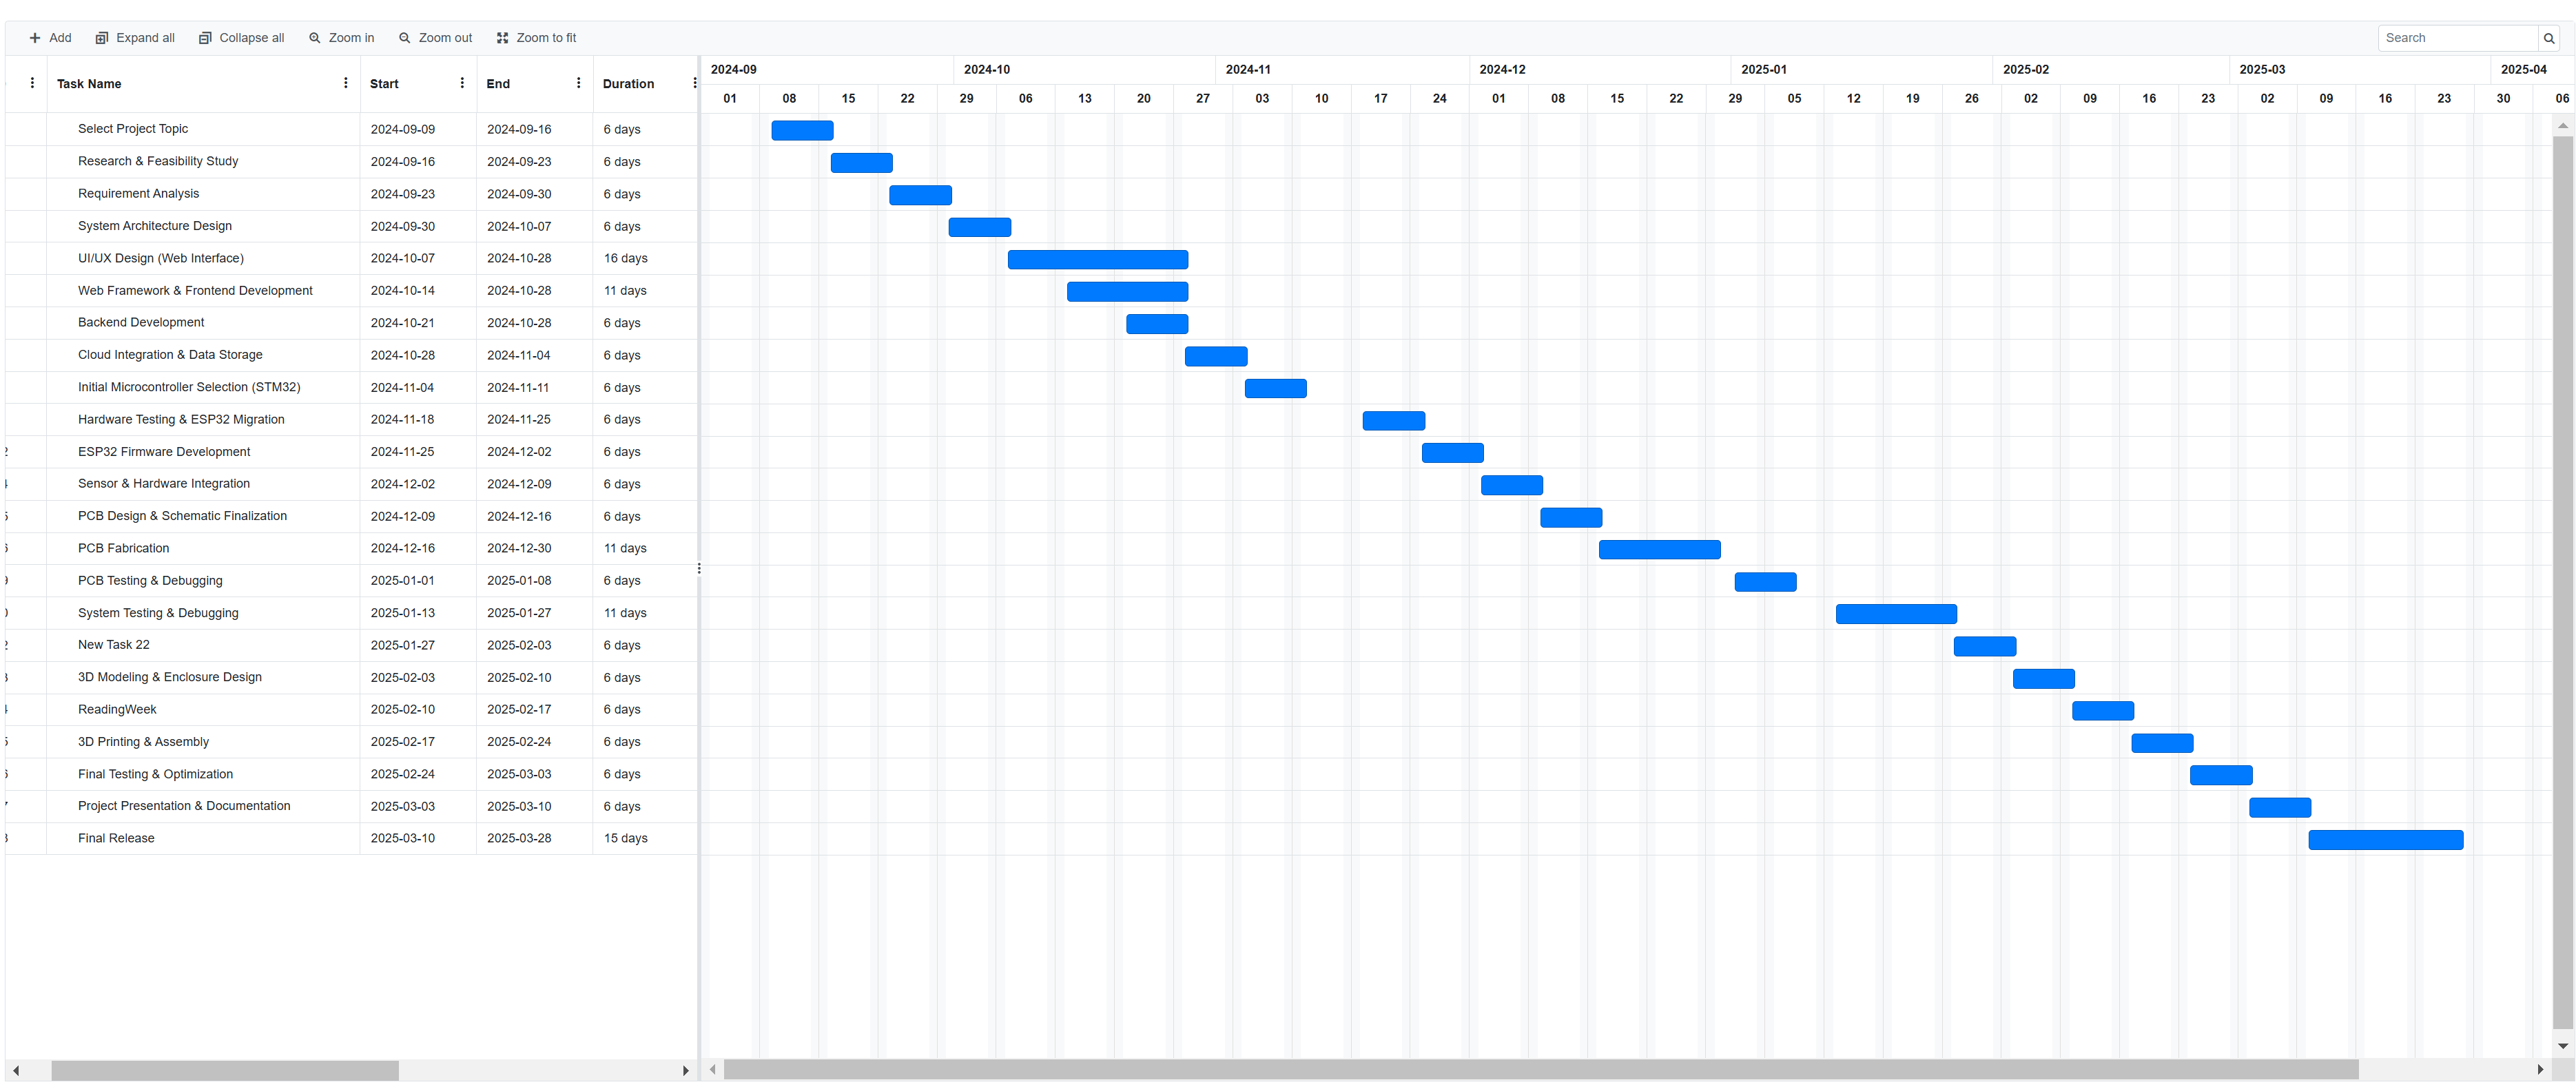 Add Expand all Collapse all Zoom in Zoom out Zoom to fit Search
Task Name Start End Duration
2024-09 2024-10 2024-11 2024-12 2025-01 2025-02 2025-03 2025-04
01 08 15 22 29 06 13 20 27 03 10 17 24 01 08 15 22 29 05 12 19 26 02 09 16 23 02 09 16 23 30 06
Select Project Topic 2024-09-09 2024-09-16 6 days
Research & Feasibility Study 2024-09-16 2024-09-23 6 days
Requirement Analysis 2024-09-23 2024-09-30 6 days
System Architecture Design 2024-09-30 2024-10-07 6 days
UI/UX Design (Web Interface) 2024-10-07 2024-10-28 16 days
Web Framework & Frontend Development 2024-10-14 2024-10-28 11 days
Backend Development 2024-10-21 2024-10-28 6 days
Cloud Integration & Data Storage 2024-10-28 2024-11-04 6 days
Initial Microcontroller Selection (STM32) 2024-11-04 2024-11-11 6 days
Hardware Testing & ESP32 Migration 2024-11-18 2024-11-25 6 days
ESP32 Firmware Development 2024-11-25 2024-12-02 6 days
Sensor & Hardware Integration 2024-12-02 2024-12-09 6 days
PCB Design & Schematic Finalization 2024-12-09 2024-12-16 6 days
PCB Fabrication 2024-12-16 2024-12-30 11 days
PCB Testing & Debugging 2025-01-01 2025-01-08 6 days
System Testing & Debugging 2025-01-13 2025-01-27 11 days
New Task 22 2025-01-27 2025-02-03 6 days
3D Modeling & Enclosure Design 2025-02-03 2025-02-10 6 days
ReadingWeek 2025-02-10 2025-02-17 6 days
3D Printing & Assembly 2025-02-17 2025-02-24 6 days
Final Testing & Optimization 2025-02-24 2025-03-03 6 days
Project Presentation & Documentation 2025-03-03 2025-03-10 6 days
Final Release 2025-03-10 2025-03-28 15 days